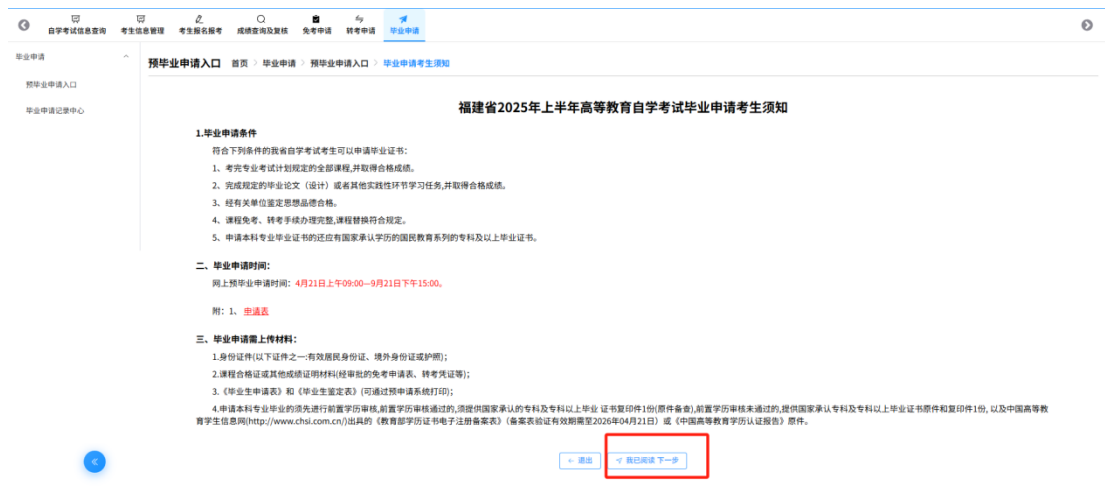 自学考试信息查询 考生信息管理 考生报名报考 成绩查询及复核 免考申请 转考申请 毕业申请
毕业申请
预毕业申请入口
毕业申请记录中心
预毕业申请入口 首页 > 毕业申请 > 预毕业申请入口 > 毕业申请考生须知
福建省2025年上半年高等教育自学考试毕业申请考生须知
1.毕业申请条件
符合下列条件的我省自学考试考生可以申请毕业证书：
1、考完专业考试计划规定的全部课程,并取得合格成绩。
2、完成规定的毕业论文（设计）或者其他实践性环节学习任务,并取得合格成绩。
3、经有关单位鉴定思想品德合格。
4、课程免考、转考手续办理完整,课程替换符合规定。
5、申请本科专业毕业证书的还应有国家承认学历的国民教育系列的专科及以上毕业证书。
二、毕业申请时间：
网上预毕业申请时间：4月21日上午09:00—9月21日下午15:00。
附：1、 申请表
三、毕业申请需上传材料：
1.身份证件(以下证件之一:有效居民身份证、境外身份证或护照)；
2.课程合格证或其他成绩证明材料(经审批的免考申请表、转考凭证等)；
3.《毕业生申请表》和《毕业生鉴定表》(可通过预申请系统打印)；
4.申请本科专业毕业的须先进行前置学历审核,前置学历审核通过的,须提供国家承认的专科及专科以上毕业 证书复印件1份(原件备查),前置学历审核未通过的,提供国家承认专科及专科以上毕业证书原件和复印件1份, 以及中国高等教
育学生信息网(http://www.chsi.com.cn/)出具的《教育部学历证书电子注册备案表》（备案表验证有效期需至2026年04月21日）或《中国高等教育学历认证报告》原件。
← 退出 我已阅读 下一步